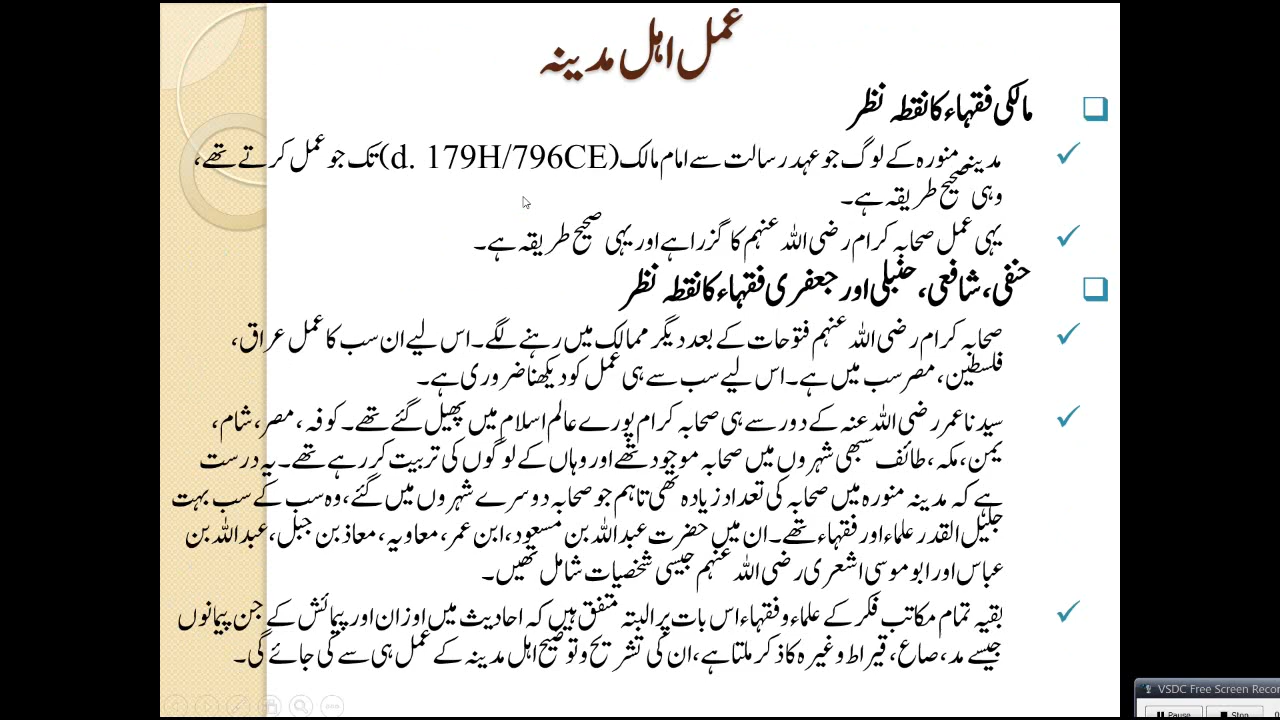 عمل اہل مدینہ
مالکی فقہاء کا نقطہ نظر
مدینہ منورہ کے لوگ جو عہد رسالت سے امام مالک (d. 179H/796CE) تک جو عمل کرتے تھے،
وہی صحیح طریقہ ہے۔
یہی عمل صحابہ کرام رضی اللہ عنہم کا گزرا ہے اور یہی صحیح طریقہ ہے۔
حنفی، شافعی، حنبلی اور جعفری فقہاء کا نقطہ نظر
صحابہ کرام رضی اللہ عنہم فتوحات کے بعد دیگر ممالک میں رہنے لگے۔ اس لیے ان سب کا عمل عراق،
فلسطین، مصر سب میں ہے۔ اس لیے سب سے ہی عمل کو دیکھنا ضروری ہے۔
سیدنا عمر رضی اللہ عنہ کے دور سے ہی صحابہ کرام پورے عالم اسلام میں پھیل گئے تھے۔ کوفہ، مصر، شام،
یمن، مکہ، طائف سبھی شہروں میں صحابہ موجود تھے اور وہاں کے لوگوں کی تربیت کر رہے تھے۔ یہ درست
ہے کہ مدینہ منورہ میں صحابہ کی تعداد زیادہ تھی تاہم جو صحابہ دوسرے شہروں میں گئے، وہ سب کے سب بہت
جلیل القدر علماء اور فقہاء تھے۔ ان میں حضرت عبداللہ بن مسعود، ابن عمر، معاویہ، معاذ بن جبل، عبداللہ بن
عباس اور ابو موسی اشعری رضی اللہ عنہم جیسی شخصیات شامل تھیں۔
بقیہ تمام مکاتب فکر کے علماء و فقہاء اس بات پر البتہ متفق ہیں کہ احادیث میں اوزان اور پیمائش کے جن پیمانوں
جیسے مد، صاع، قیراط وغیرہ کا ذکر ملتا ہے، ان کی تشریح و توضیح اہل مدینہ کے عمل ہی سے کی جائے گی۔
VSDC Free Screen Recor
Pause Stop